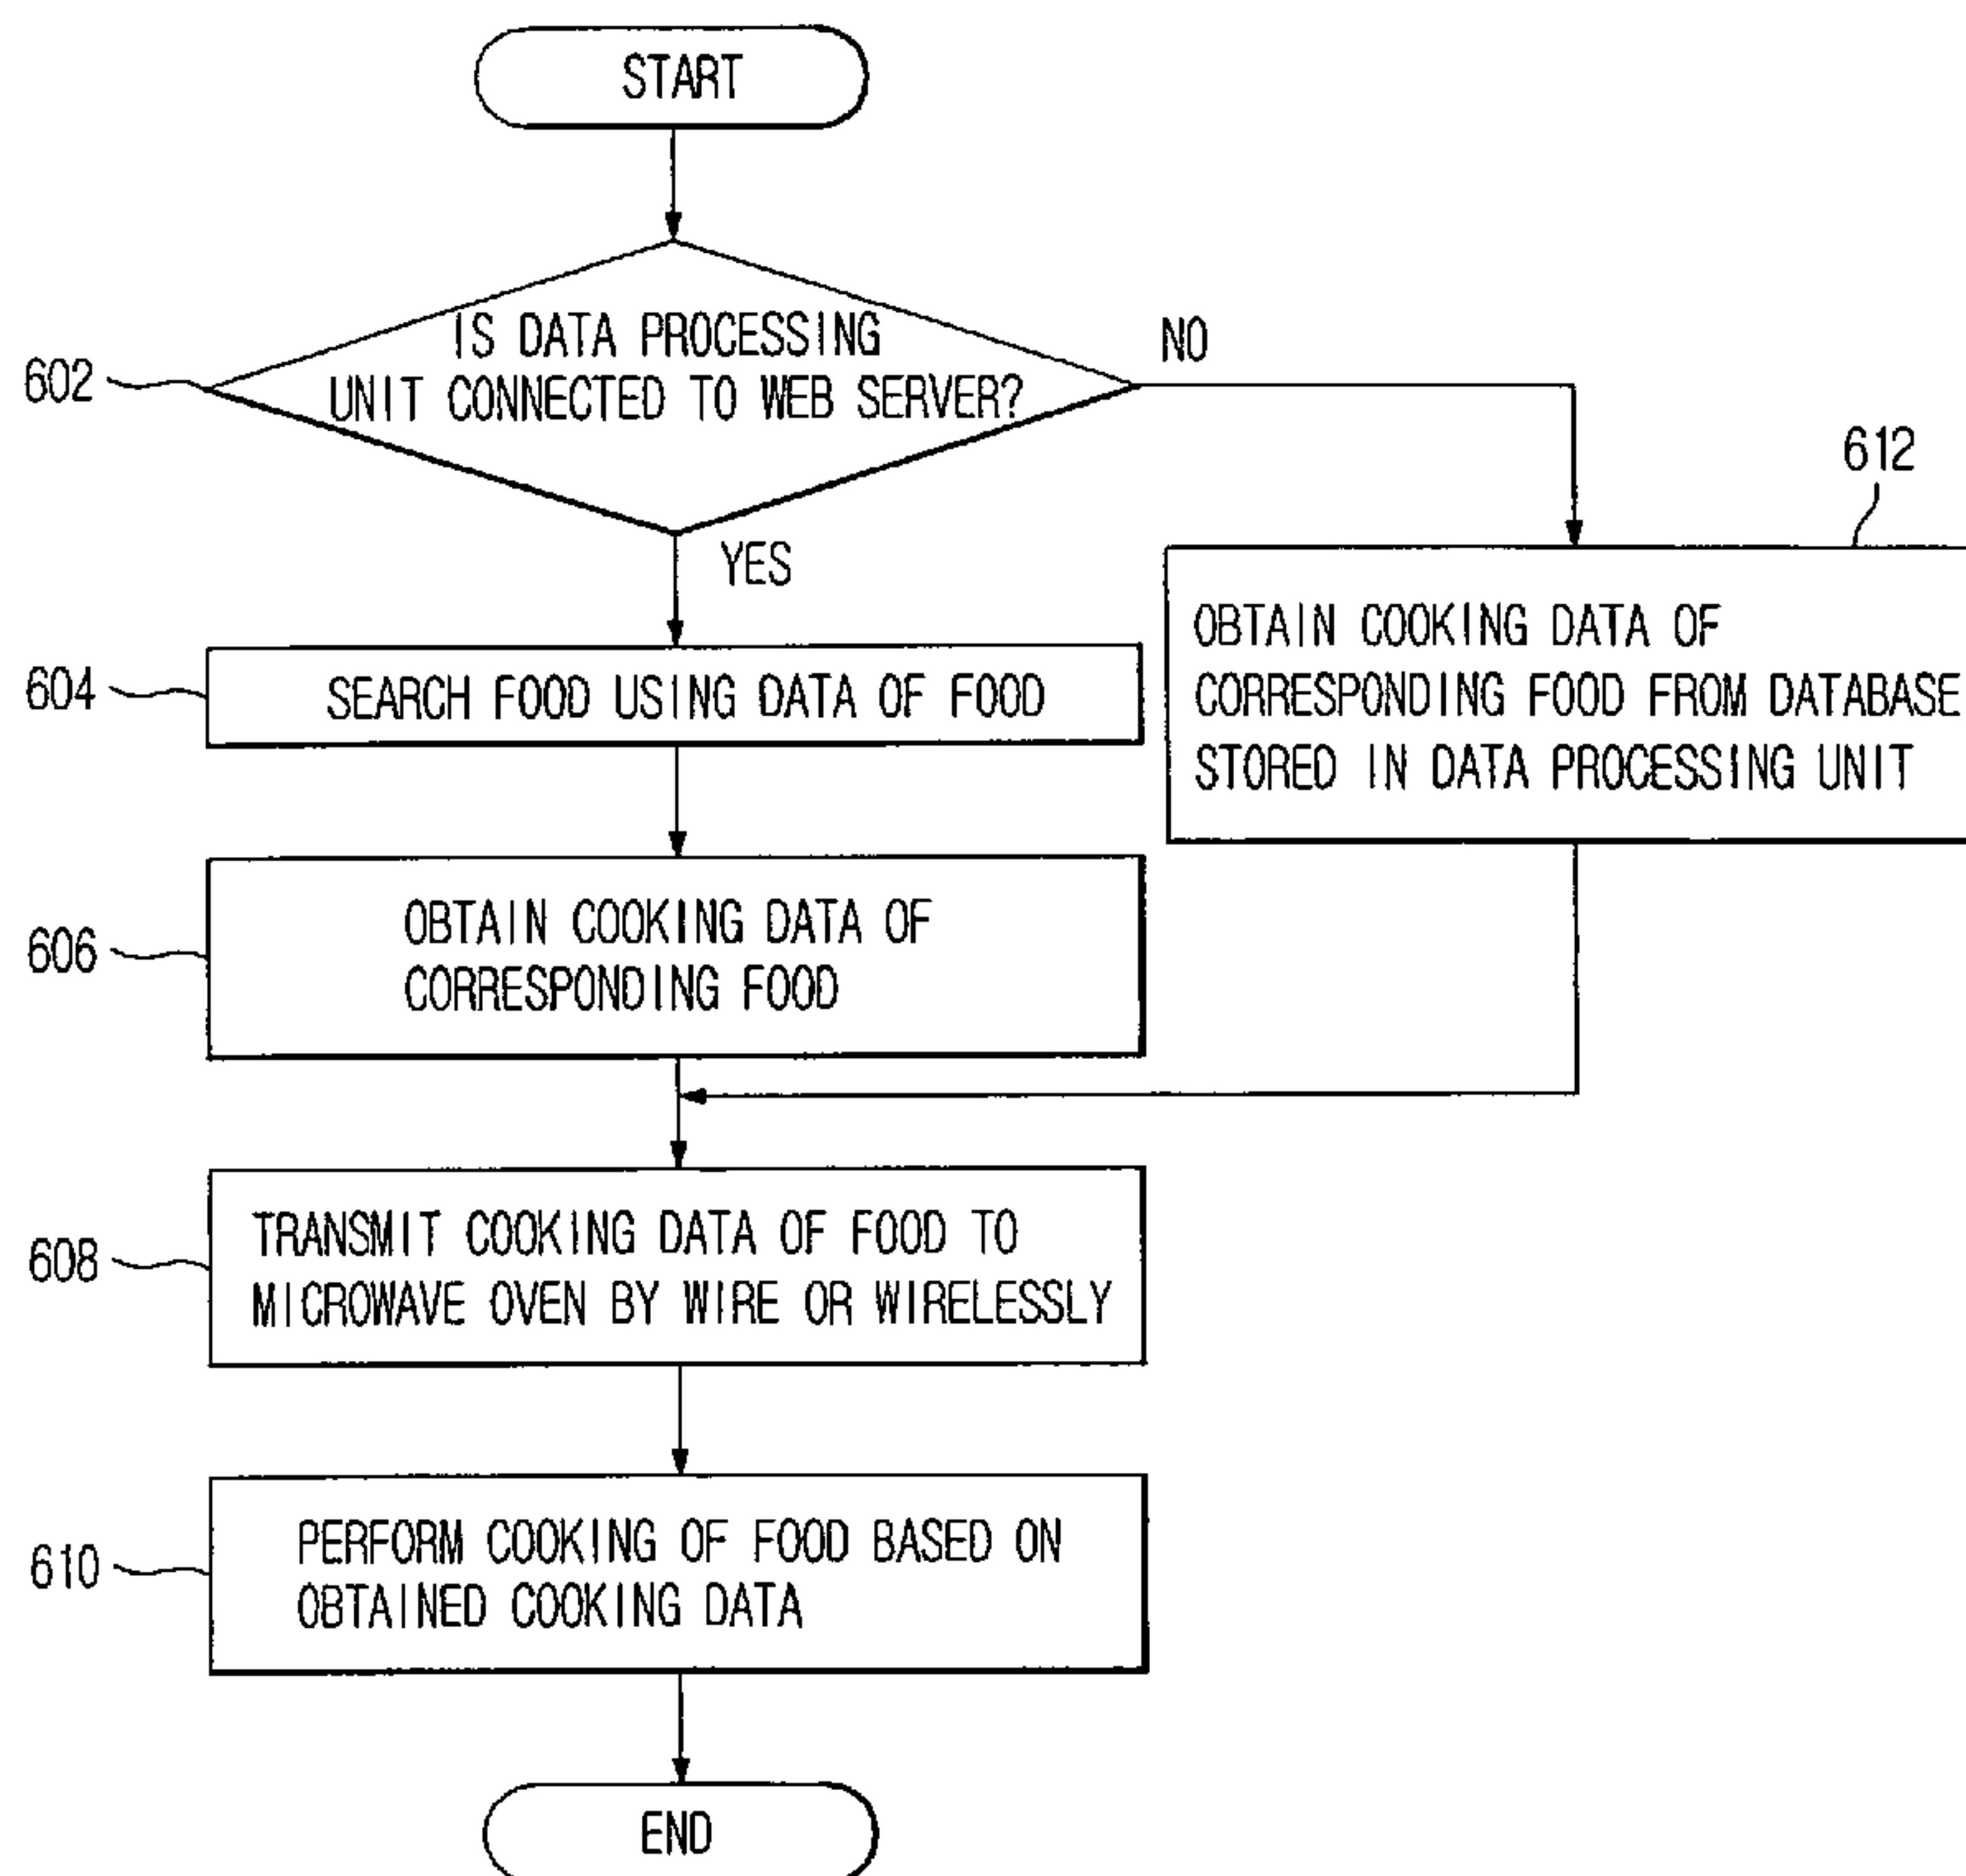 START
IS DATA PROCESSING
UNIT CONNECTED TO WEB SERVER?
602
NO
YES
612
OBTAIN COOKING DATA OF
CORRESPONDING FOOD FROM DATABASE
STORED IN DATA PROCESSING UNIT
604
SEARCH FOOD USING DATA OF FOOD
606
OBTAIN COOKING DATA OF
CORRESPONDING FOOD
608
TRANSMIT COOKING DATA OF FOOD TO
MICROWAVE OVEN BY WIRE OR WIRELESSLY
610
PERFORM COOKING OF FOOD BASED ON
OBTAINED COOKING DATA
END